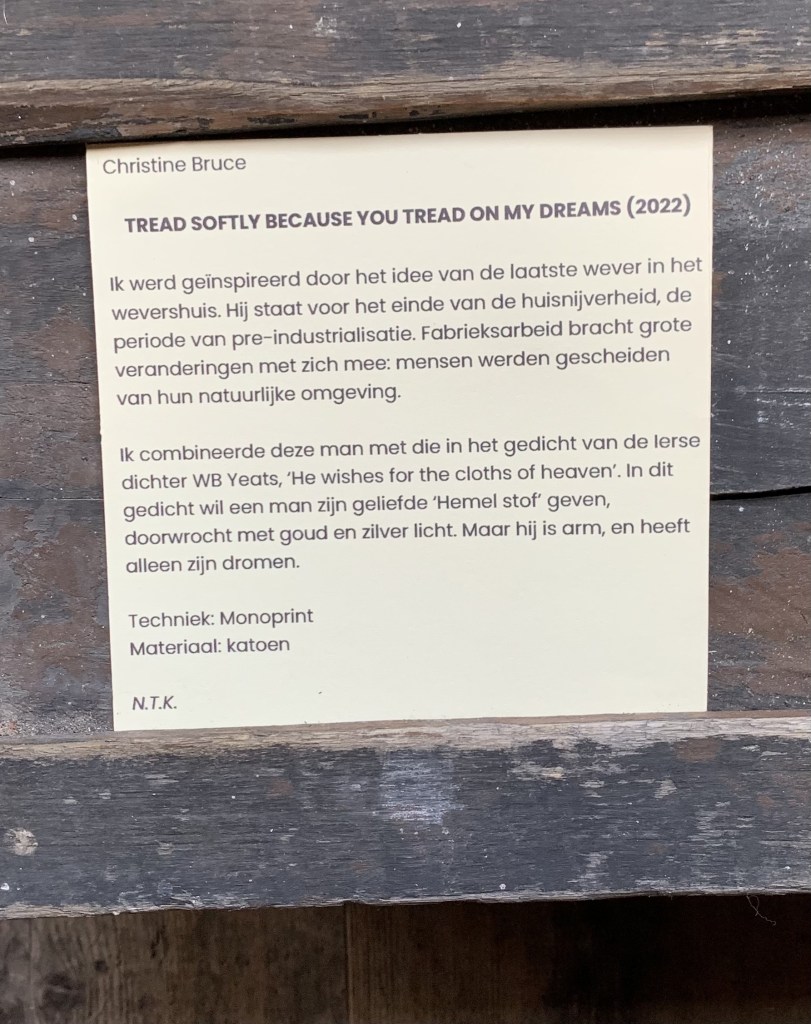 Christine Bruce
TREAD SOFTLY BECAUSE YOU TREAD ON MY DREAMS (2022)
Ik werd geïnspireerd door het idee van de laatste wever in het
wevershuis. Hij staat voor het einde van de huisnijverheid, de
periode van pre-industrialisatie. Fabrieksarbeid bracht grote
veranderingen met zich mee: mensen werden gescheiden
van hun natuurlijke omgeving.
Ik combineerde deze man met die in het gedicht van de Ierse
dichter WB Yeats, ‘He wishes for the cloths of heaven’. In dit
gedicht wil een man zijn geliefde ‘Hemel stof’ geven,
doorwrocht met goud en zilver licht. Maar hij is arm, en heeft
alleen zijn dromen.
Techniek: Monoprint
Materiaal: katoen
N.T.K.